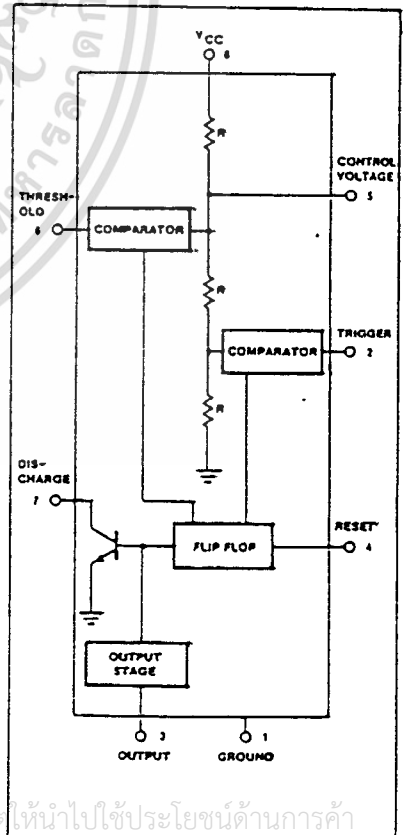 VCC
8
R
CONTROL
VOLTAGE
5
THRESH-
OLD
6
COMPARATOR
R
COMPARATOR
TRIGGER
2
R
DIS-
CHARGE
7
FLIP FLOP
RESET
4
OUTPUT
STAGE
3
OUTPUT
1
GROUND
ให้นำไปใช้ประโยชน์ด้านการค้า